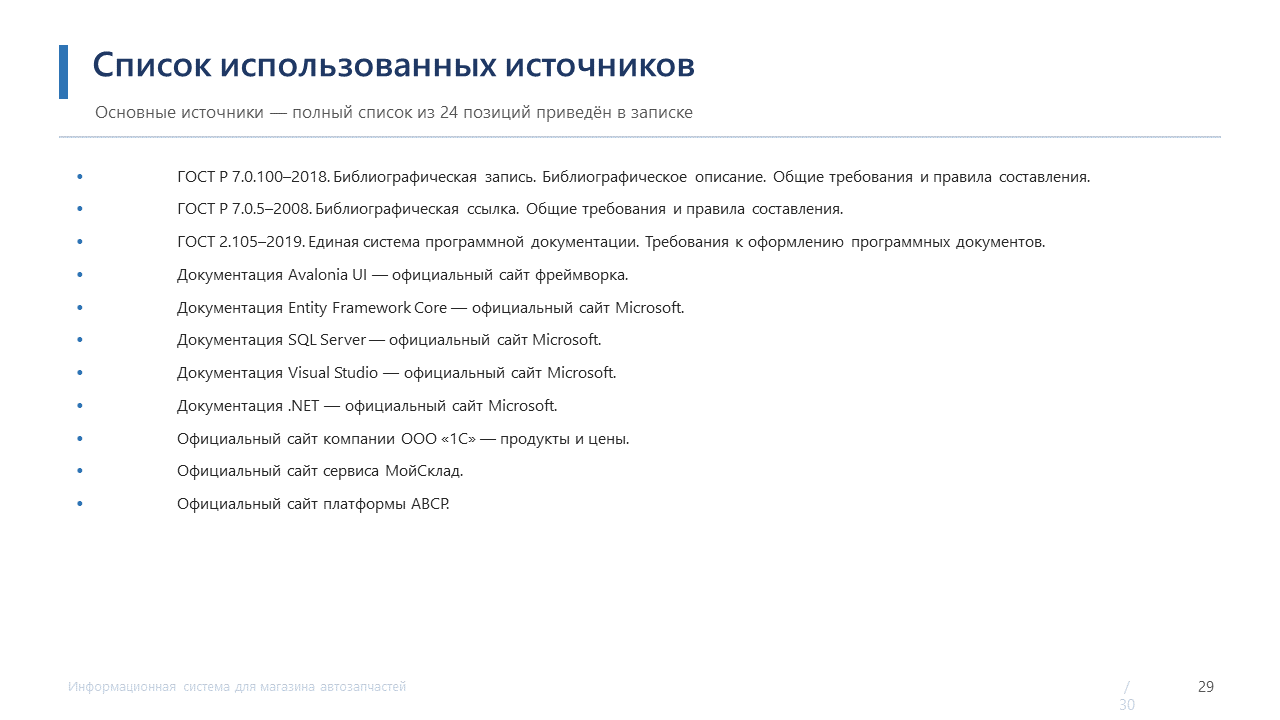 Список использованных источников
Основные источники — полный список из 24 позиций приведён в записке
• ГОСТ Р 7.0.100–2018. Библиографическая запись. Библиографическое описание. Общие требования и правила составления.
• ГОСТ Р 7.0.5–2008. Библиографическая ссылка. Общие требования и правила составления.
• ГОСТ 2.105–2019. Единая система программной документации. Требования к оформлению программных документов.
• Документация Avalonia UI — официальный сайт фреймворка.
• Документация Entity Framework Core — официальный сайт Microsoft.
• Документация SQL Server — официальный сайт Microsoft.
• Документация Visual Studio — официальный сайт Microsoft.
• Документация .NET — официальный сайт Microsoft.
• Официальный сайт компании ООО «1С» — продукты и цены.
• Официальный сайт сервиса МойСклад.
• Официальный сайт платформы ABCP.
Информационная система для магазина автозапчастей
/
30
29